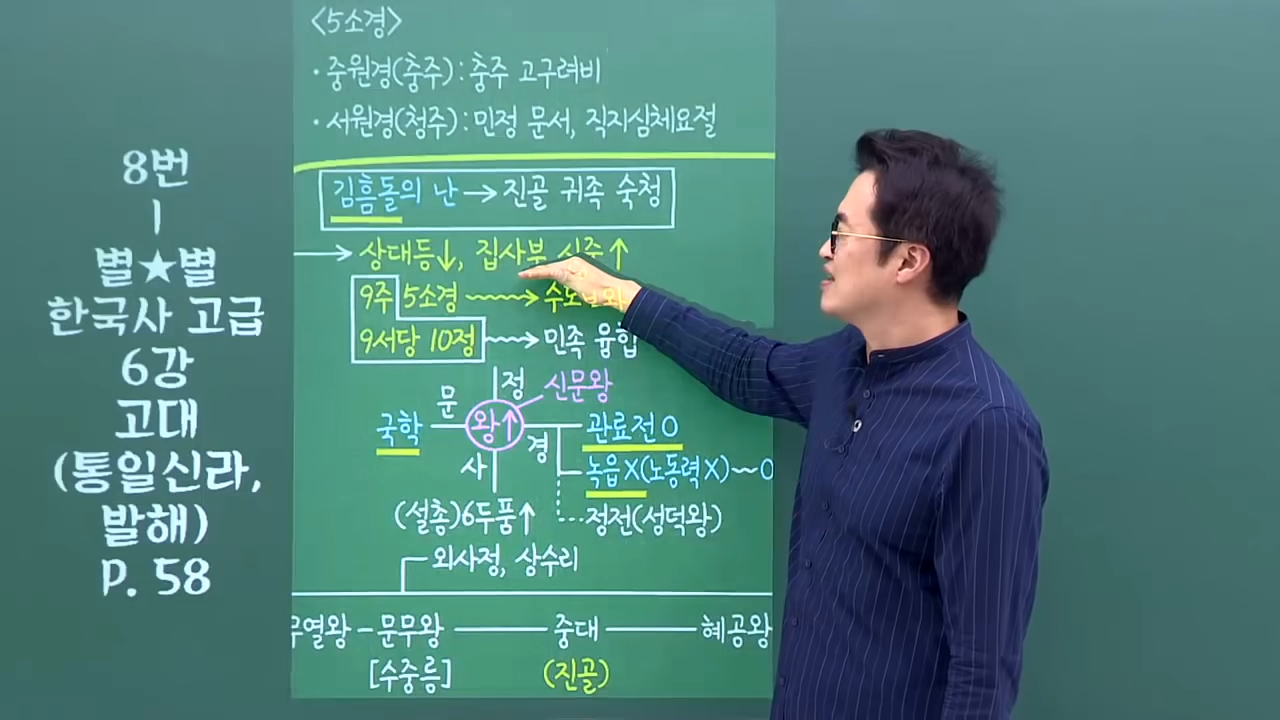 8번
|
별★별
한국사 고급
6강
고대
(통일신라,
발해)
P. 58
<5소경>
· 중원경(충주) : 충주 고구려비
· 서원경(청주) : 민정 문서, 직지심체요절
김흠돌의 난 → 진골 귀족 숙청
→ 상대등↓, 집사부 시중↑
9주 5소경 →
9서당 10정 → 민족 융합
정 신문왕
문
국학 왕↑ 관료전 O
경
사 녹읍 X(노동력 X)~O
(설총)6두품↑ 정전(성덕왕)
외사정, 상수리
무열왕 - 문무왕 — 중대 — 혜공왕
[수중릉] (진골)